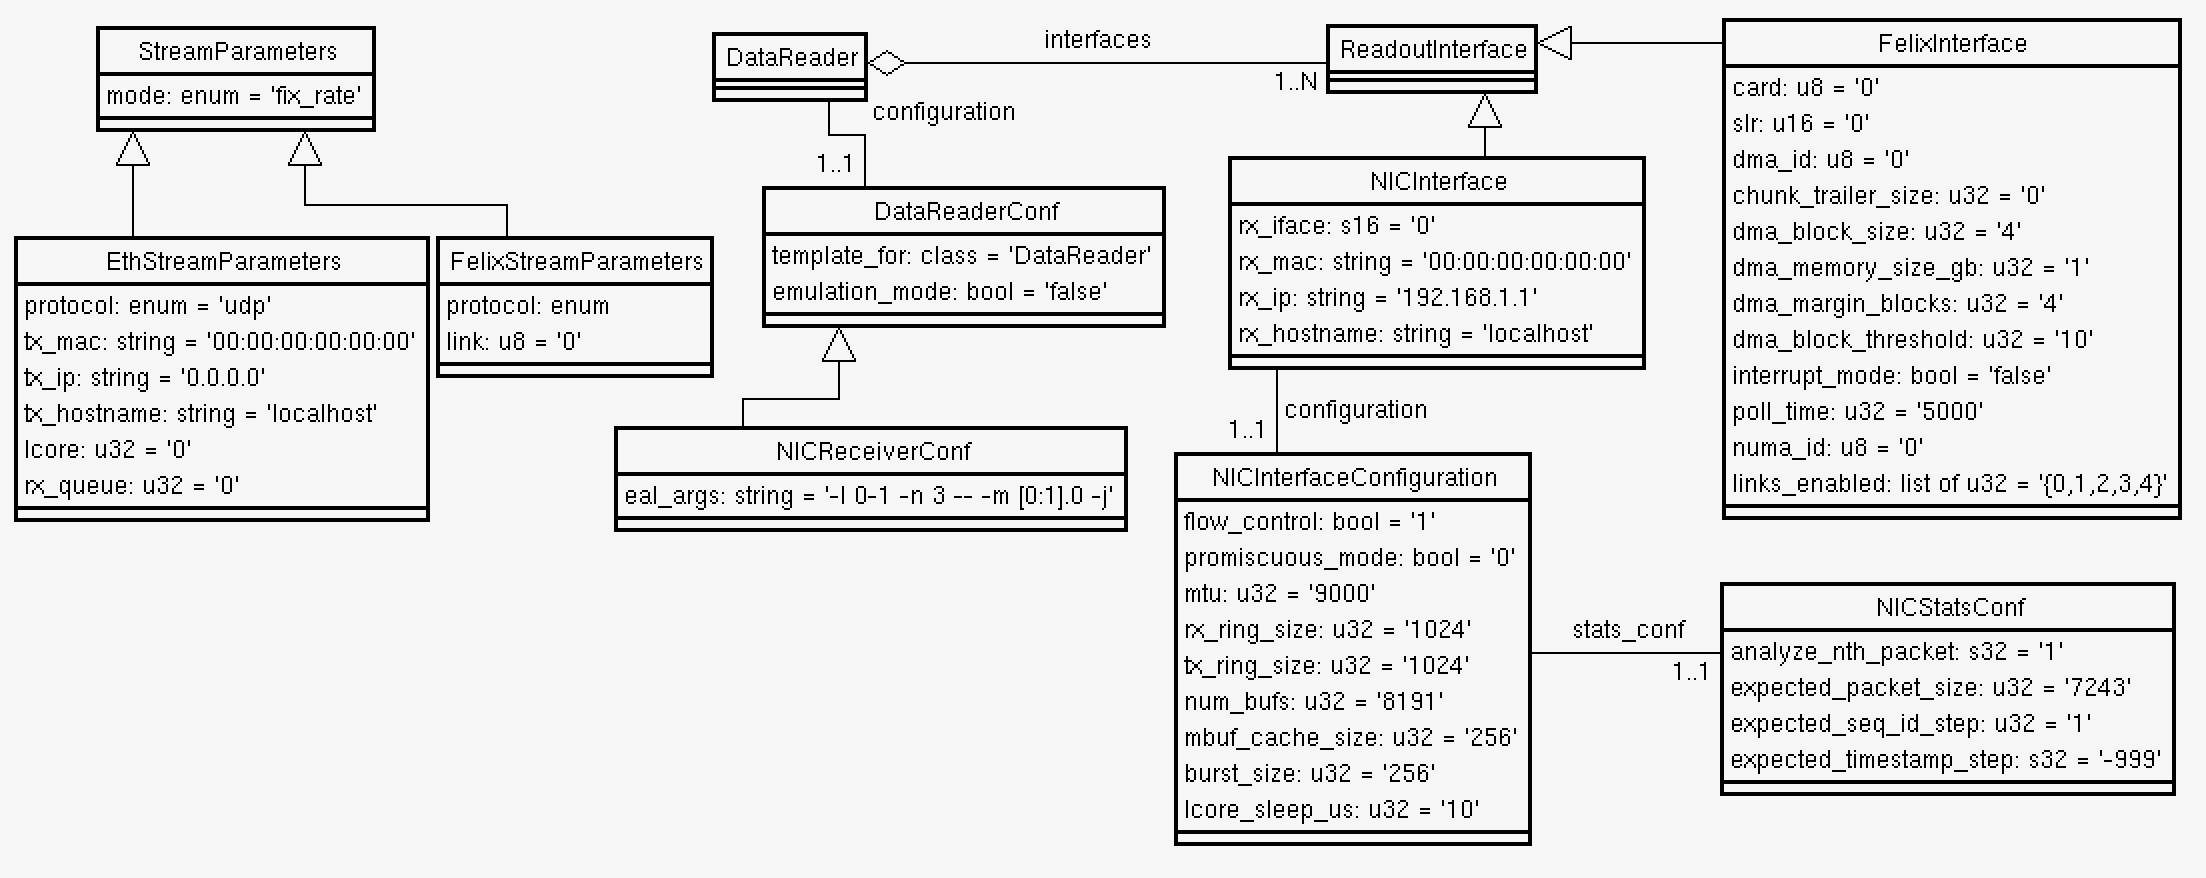 StreamParameters
mode: enum = 'fix_rate'
EthStreamParameters
protocol: enum = 'udp'
tx_mac: string = '00:00:00:00:00:00'
tx_ip: string = '0.0.0.0'
tx_hostname: string = 'localhost'
lcore: u32 = '0'
rx_queue: u32 = '0'
FelixStreamParameters
protocol: enum
link: u8 = '0'
DataReader
interfaces
1..N
configuration
1..1
DataReaderConf
template_for: class = 'DataReader'
emulation_mode: bool = 'false'
NICReceiverConf
eal_args: string = '-l 0-1 -n 3 -- -m [0:1].0 -j'
ReadoutInterface
NICInterface
rx_iface: s16 = '0'
rx_mac: string = '00:00:00:00:00:00'
rx_ip: string = '192.168.1.1'
rx_hostname: string = 'localhost'
configuration
1..1
NICInterfaceConfiguration
flow_control: bool = '1'
promiscuous_mode: bool = '0'
mtu: u32 = '9000'
rx_ring_size: u32 = '1024'
tx_ring_size: u32 = '1024'
num_bufs: u32 = '8191'
mbuf_cache_size: u32 = '256'
burst_size: u32 = '256'
lcore_sleep_us: u32 = '10'
FelixInterface
card: u8 = '0'
slr: u16 = '0'
dma_id: u8 = '0'
chunk_trailer_size: u32 = '0'
dma_block_size: u32 = '4'
dma_memory_size_gb: u32 = '1'
dma_margin_blocks: u32 = '4'
dma_block_threshold: u32 = '10'
interrupt_mode: bool = 'false'
poll_time: u32 = '5000'
numa_id: u8 = '0'
links_enabled: list of u32 = '{0,1,2,3,4}'
stats_conf
1..1
NICStatsConf
analyze_nth_packet: s32 = '1'
expected_packet_size: u32 = '7243'
expected_seq_id_step: u32 = '1'
expected_timestamp_step: s32 = '-999'